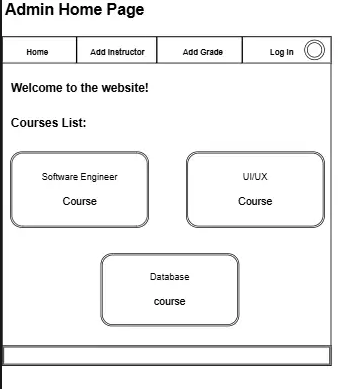 Admin Home Page
Home Add Instructor Add Grade Log In
Welcome to the website!
Courses List:
Software Engineer
Course
UI/UX
Course
Database
course